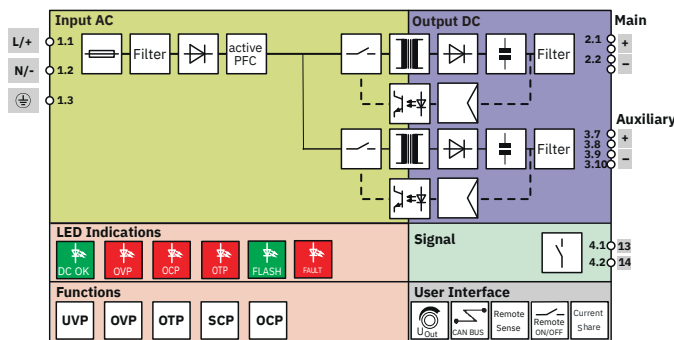 Input AC
Output DC
Main
L/+
1.1
Filter
active
PFC
Filter
2.1
+
2.2
−
N/-
1.2
1.3
Auxiliary
Filter
3.7
+
3.8
3.9
−
3.10
LED Indications
DC OK
OVP
OCP
OTP
FLASH
FAULT
Signal
4.1
13
4.2
14
Functions
UVP
OVP
OTP
SCP
OCP
User Interface
UOut
CAN BUS
Remote
Sense
Remote
ON/OFF
Current
Share